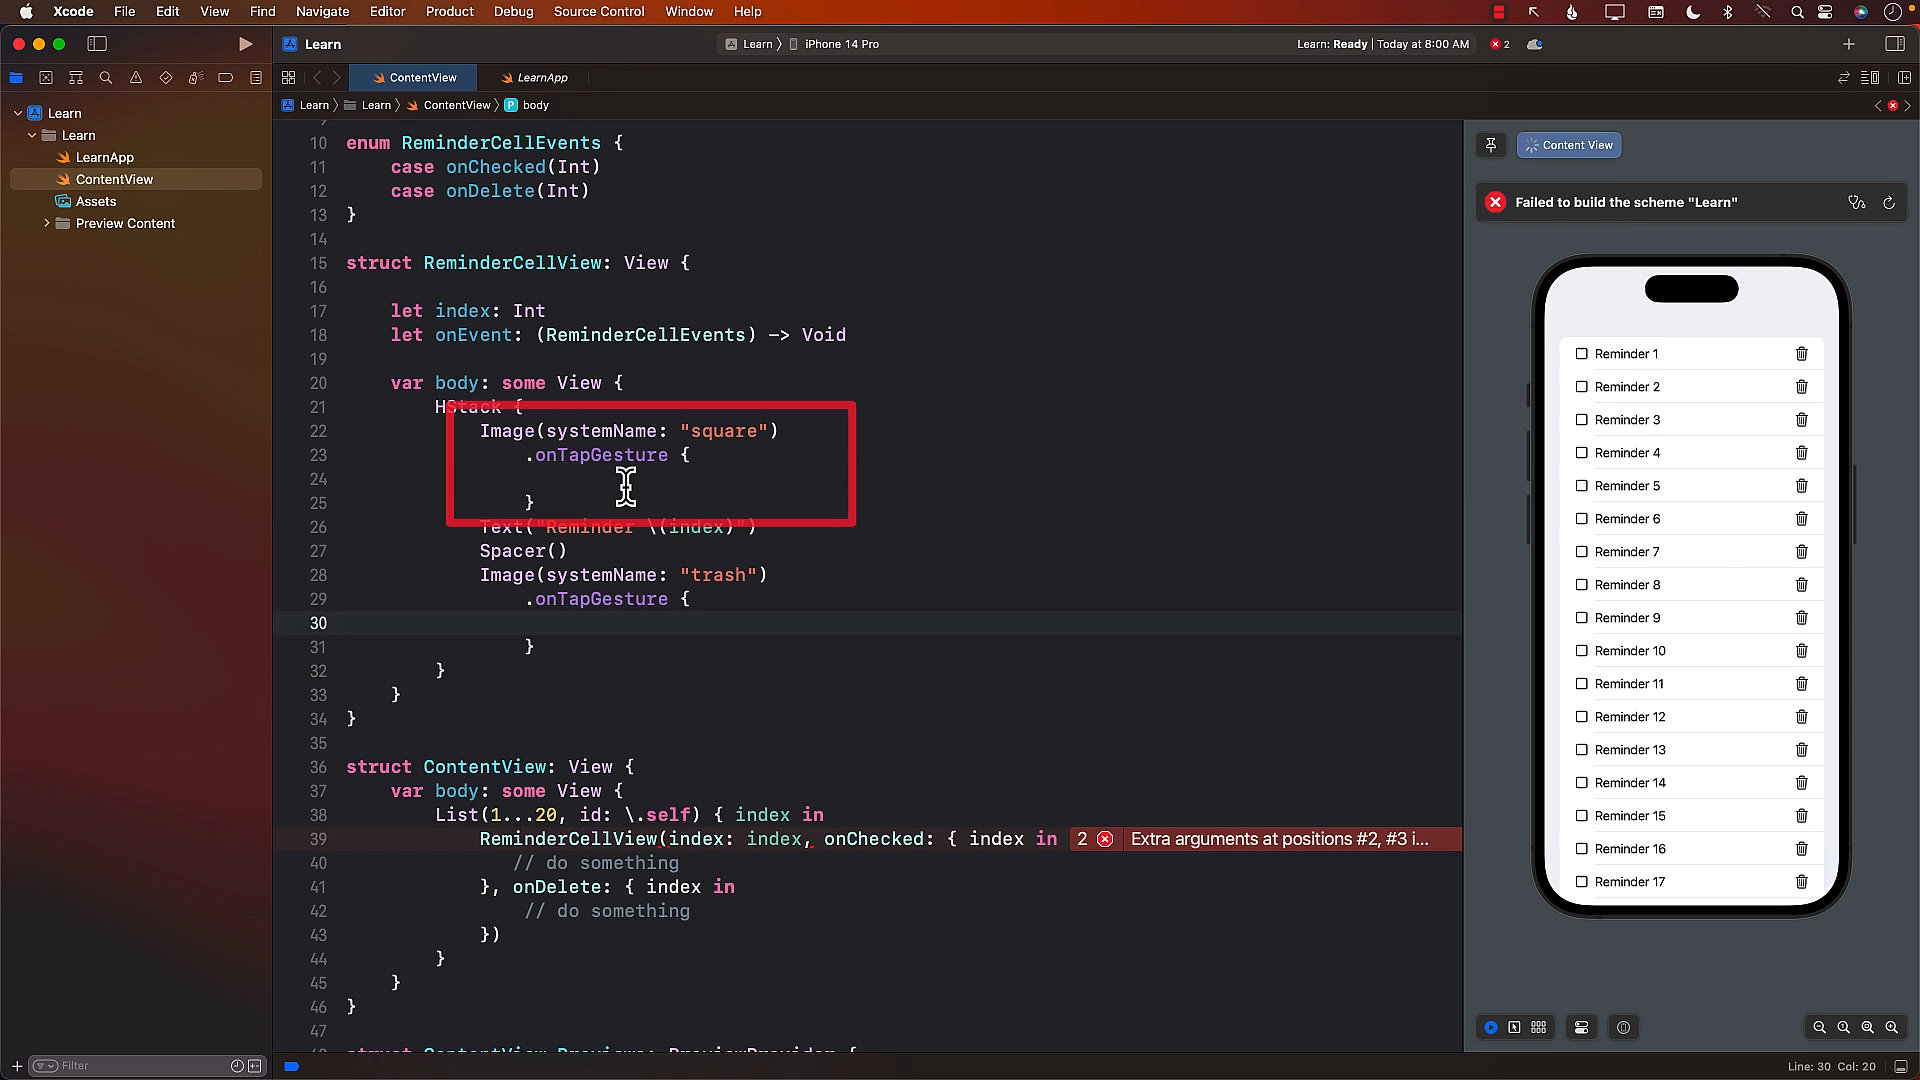 Xcode File Edit View Find Navigate Editor Product Debug Source Control Window Help
Learn
Learn 〉 iPhone 14 Pro
Learn: Ready | Today at 8:00 AM
2
ContentView
LearnApp
Learn 〉 Learn 〉 ContentView 〉 P body
Learn
Learn
LearnApp
ContentView
Assets
Preview Content
Filter
10 enum ReminderCellEvents {
11 case onChecked(Int)
12 case onDelete(Int)
13 }
14
15 struct ReminderCellView: View {
16
17 let index: Int
18 let onEvent: (ReminderCellEvents) -> Void
19
20 var body: some View {
21 HStack {
22 Image(systemName: "square")
23 .onTapGesture {
24
25 }
26 Text("Reminder \(index)")
27 Spacer()
28 Image(systemName: "trash")
29 .onTapGesture {
30
31 }
32 }
33 }
34 }
35
36 struct ContentView: View {
37 var body: some View {
38 List(1...20, id: \.self) { index in
39 ReminderCellView(index: index, onChecked: { index in 2 Extra arguments at positions #2, #3 i...
40 // do something
41 }, onDelete: { index in
42 // do something
43 })
44 }
45 }
46 }
47
Content View
Failed to build the scheme "Learn"
Reminder 1
Reminder 2
Reminder 3
Reminder 4
Reminder 5
Reminder 6
Reminder 7
Reminder 8
Reminder 9
Reminder 10
Reminder 11
Reminder 12
Reminder 13
Reminder 14
Reminder 15
Reminder 16
Reminder 17
Line: 30 Col: 20